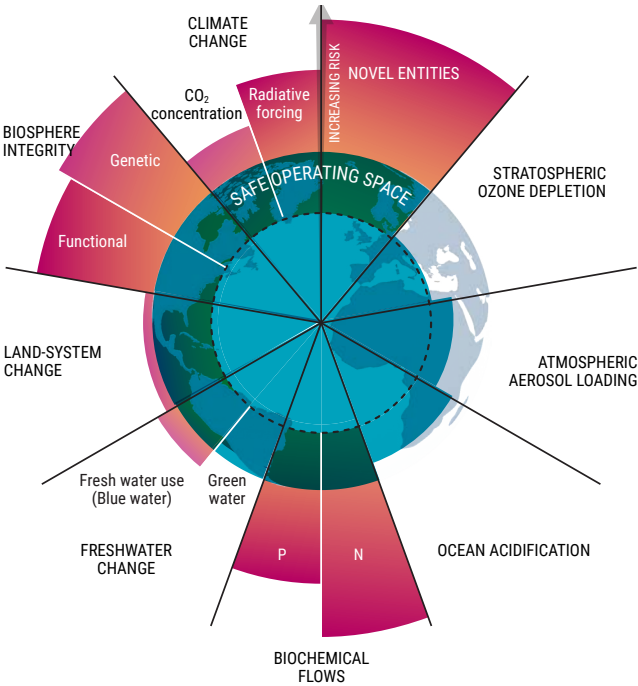 CLIMATE
CHANGE
INCREASING RISK
NOVEL ENTITIES
CO₂
concentration
Radiative
forcing
BIOSPHERE
INTEGRITY
Genetic
SAFE OPERATING SPACE
STRATOSPHERIC
OZONE DEPLETION
Functional
LAND-SYSTEM
CHANGE
ATMOSPHERIC
AEROSOL LOADING
Fresh water use
(Blue water)
Green
water
FRESHWATER
CHANGE
P
N
OCEAN ACIDIFICATION
BIOCHEMICAL
FLOWS